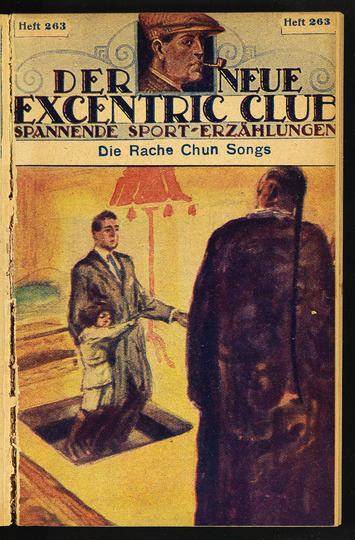 Heft 263
Heft 263
DER NEUE
EXCENTRIC CLUB
SPANNENDE SPORT-ERZÄHLUNGEN
Die Rache Chun Songs